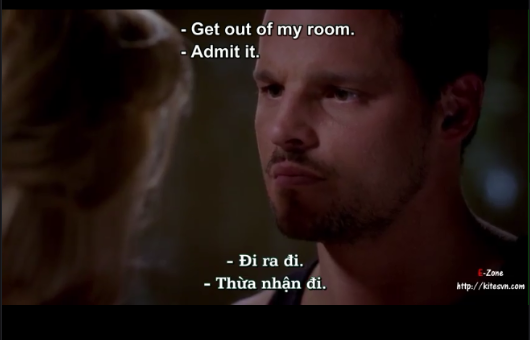 - Get out of my room.
- Admit it.
- Đi ra đi.
- Thừa nhận đi.
E-Zone
http://kitesvn.com